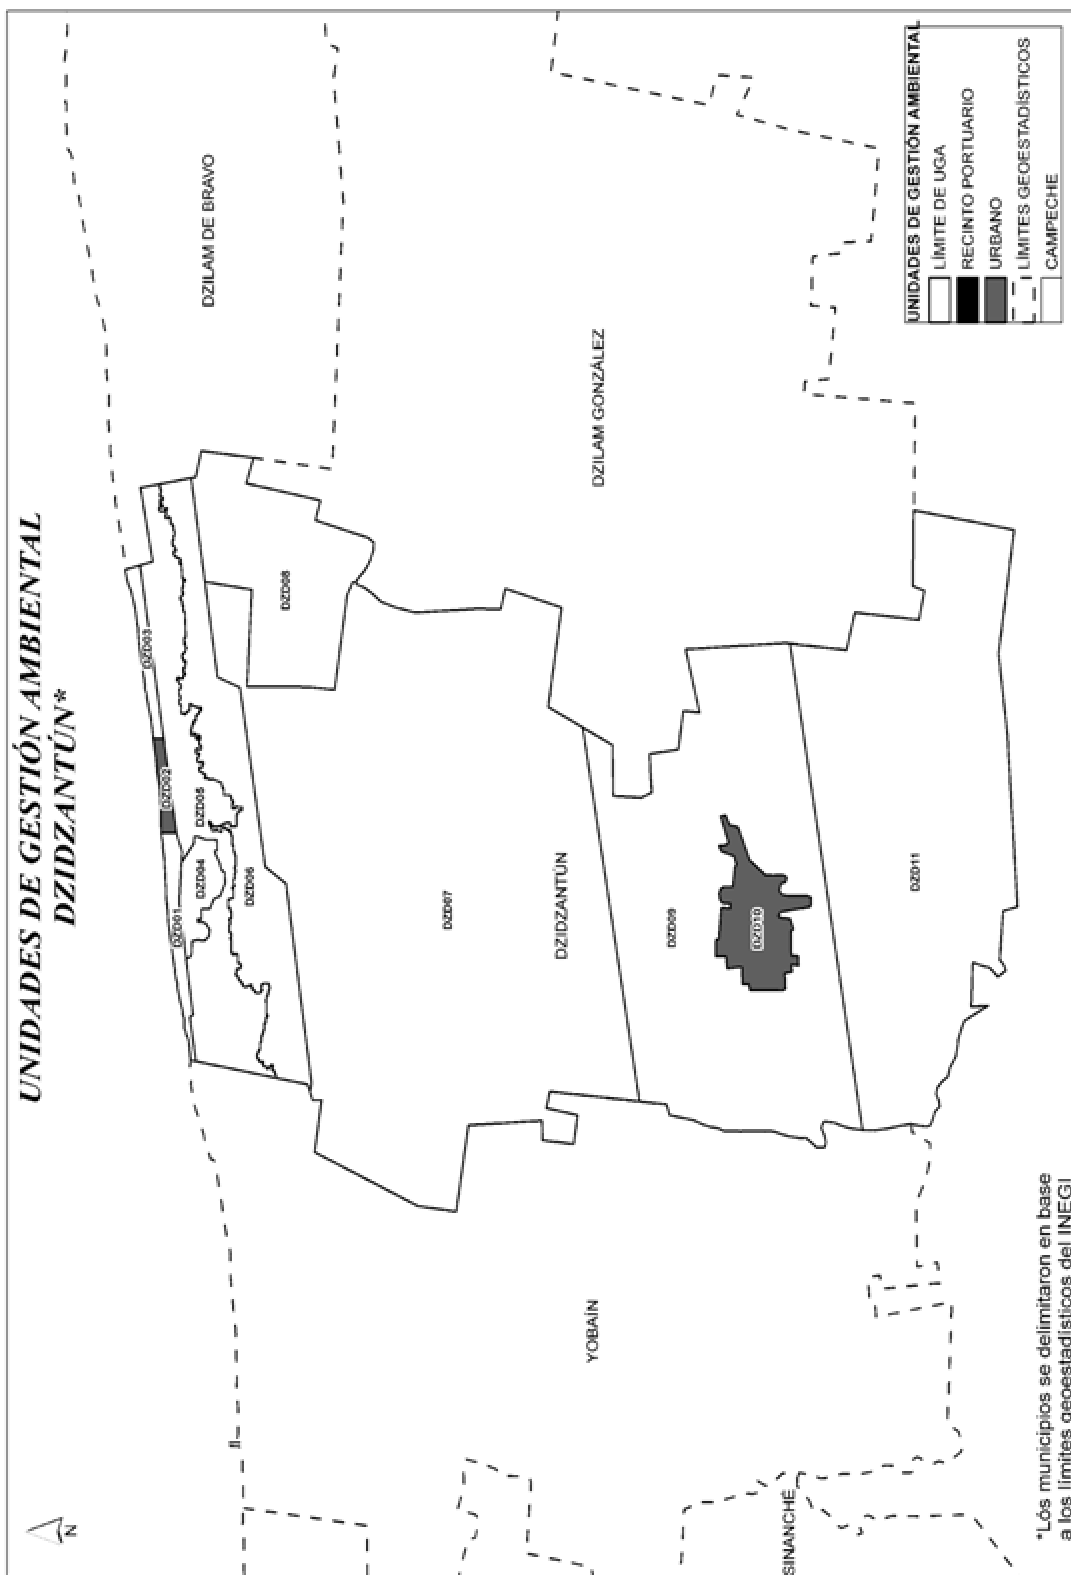 UNIDADES DE GESTIÓN AMBIENTAL
DZIDZANTÚN*
N
DZILAM DE BRAVO
DZD03
DZD02
DZD01
DZD05
DZD04
DZD06
DZD08
DZD07
DZILAM GONZÁLEZ
DZIDZANTÚN
YOBAÍN
DZD09
DZD10
DZD11
SINANCHÉ
UNIDADES DE GESTIÓN AMBIENTAL
LÍMITE DE UGA
RECINTO PORTUARIO
URBANO
LÍMITES GEOESTADÍSTICOS
CAMPECHE
*Los municipios se delimitaron en base
a los límites geoestadísticos del INEGI